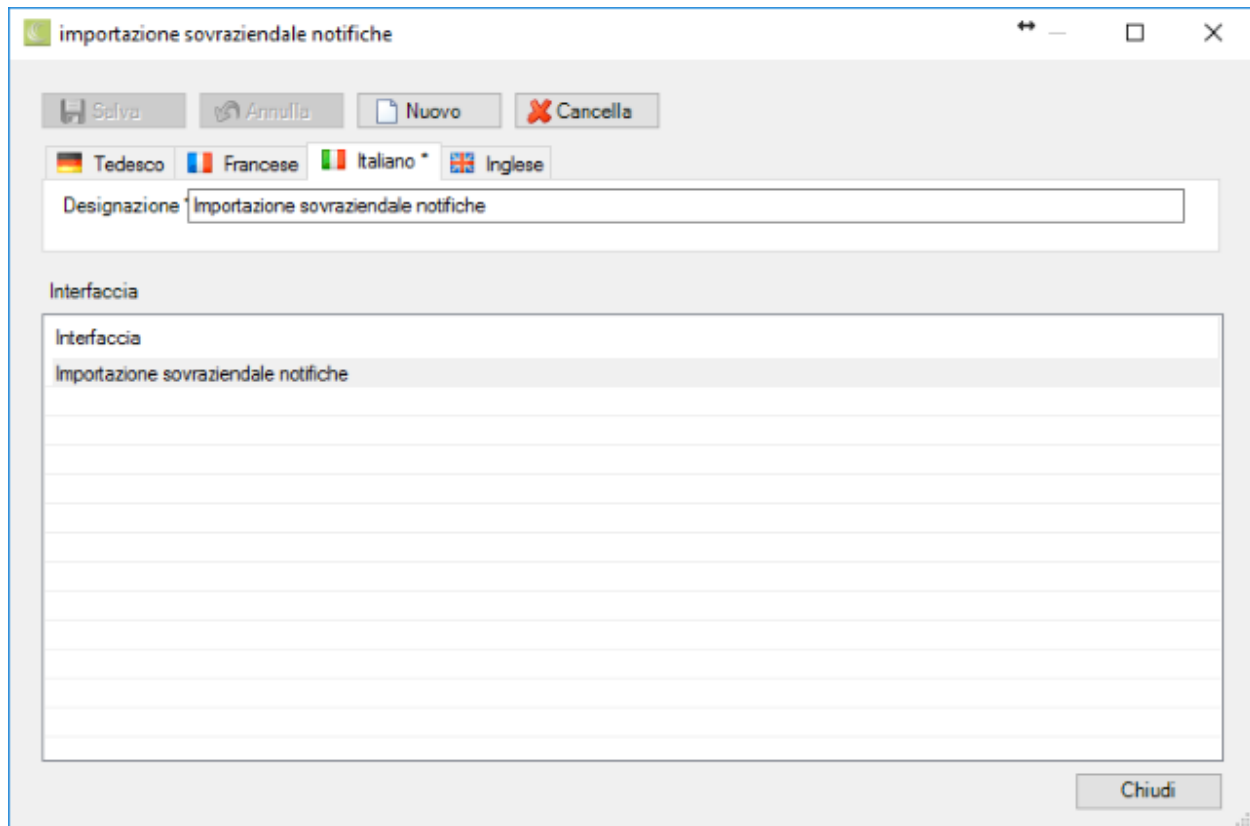 importazione sovraziendale notifiche
Salva Annulla Nuovo Cancella
Tedesco Francese Italiano * Inglese
Designazione * Importazione sovraziendale notifiche
Interfaccia
Interfaccia
Importazione sovraziendale notifiche
Chiudi